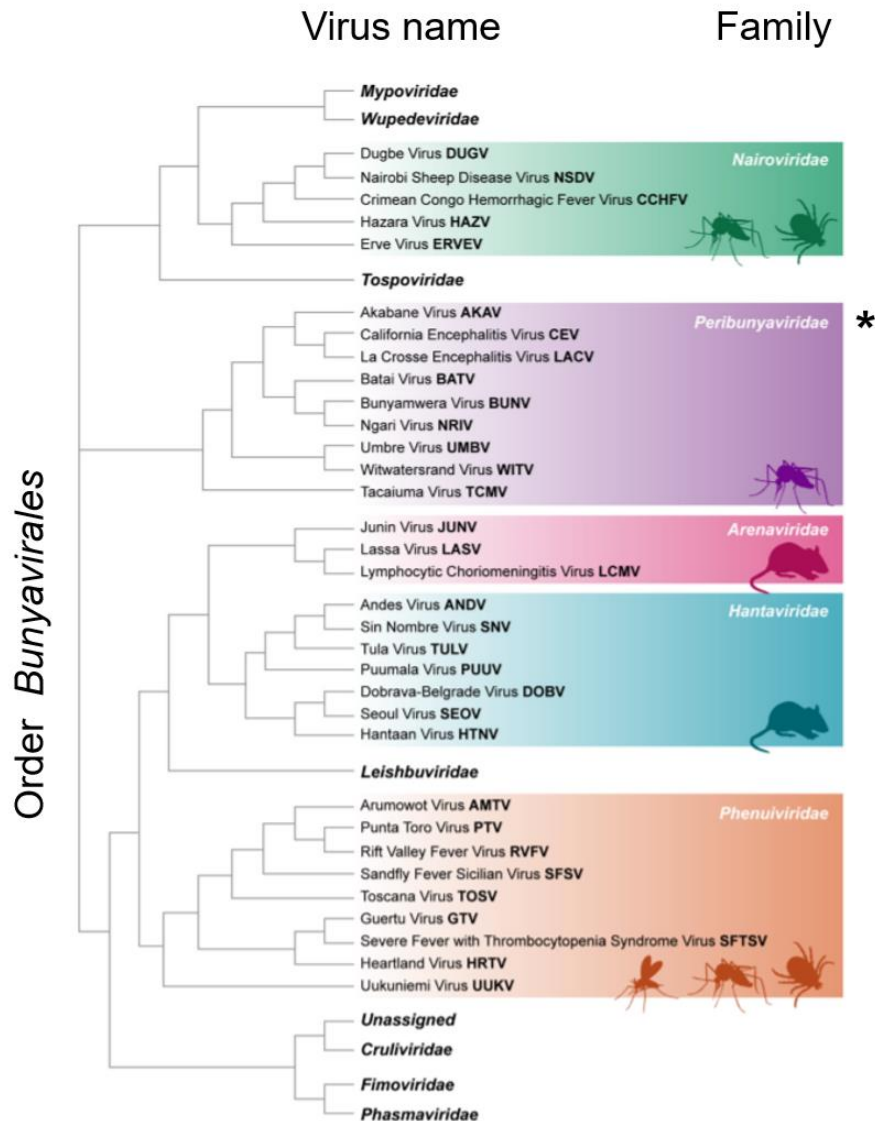 Virus name Family
Mypoviridae
Wupedeviridae
Dugbe Virus DUGV
Nairoviridae
Nairobi Sheep Disease Virus NSDV
Crimean Congo Hemorrhagic Fever Virus CCHFV
Hazara Virus HAZV
Erve Virus ERVEV
Tospoviridae
Akabane Virus AKAV
Peribunyaviridae *
California Encephalitis Virus CEV
La Crosse Encephalitis Virus LACV
Batai Virus BATV
Bunyamwera Virus BUNV
Ngari Virus NRIV
Umbre Virus UMBV
Witwatersrand Virus WITV
Tacaiuma Virus TCMV
Junin Virus JUNV
Arenaviridae
Lassa Virus LASV
Lymphocytic Choriomeningitis Virus LCMV
Andes Virus ANDV
Hantaviridae
Sin Nombre Virus SNV
Tula Virus TULV
Puumala Virus PUUV
Dobrava-Belgrade Virus DOBV
Seoul Virus SEOV
Hantaan Virus HTNV
Leishbuviridae
Arumowot Virus AMTV
Phenuiviridae
Punta Toro Virus PTV
Rift Valley Fever Virus RVFV
Sandfly Fever Sicilian Virus SFSV
Toscana Virus TOSV
Guertu Virus GTV
Severe Fever with Thrombocytopenia Syndrome Virus SFTSV
Heartland Virus HRTV
Uukuniemi Virus UUKV
Unassigned
Cruliviridae
Fimoviridae
Phasmaviridae
Order Bunyavirales